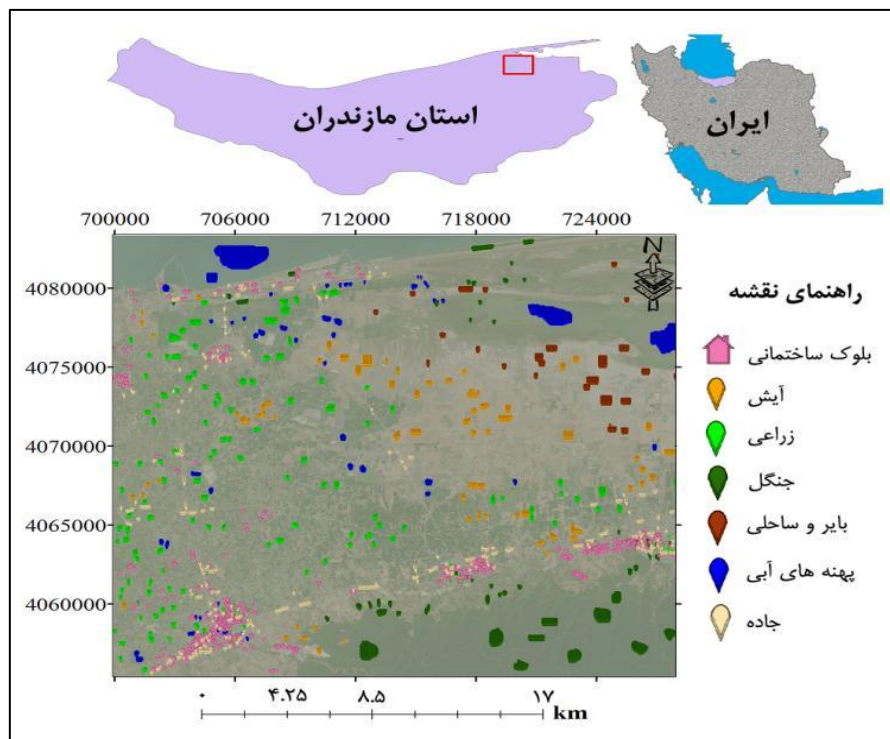 استان مازندران
ایران
700000 706000 712000 718000 724000
N
4080000
4075000
4070000
4065000
4060000
راهنمای نقشه
بلوک ساختمانی
آیش
زراعی
جنگل
بایر و ساحلی
پهنه های آبی
جاده
۰ ۴.۲۵ ۸.۵ ۱۷
km